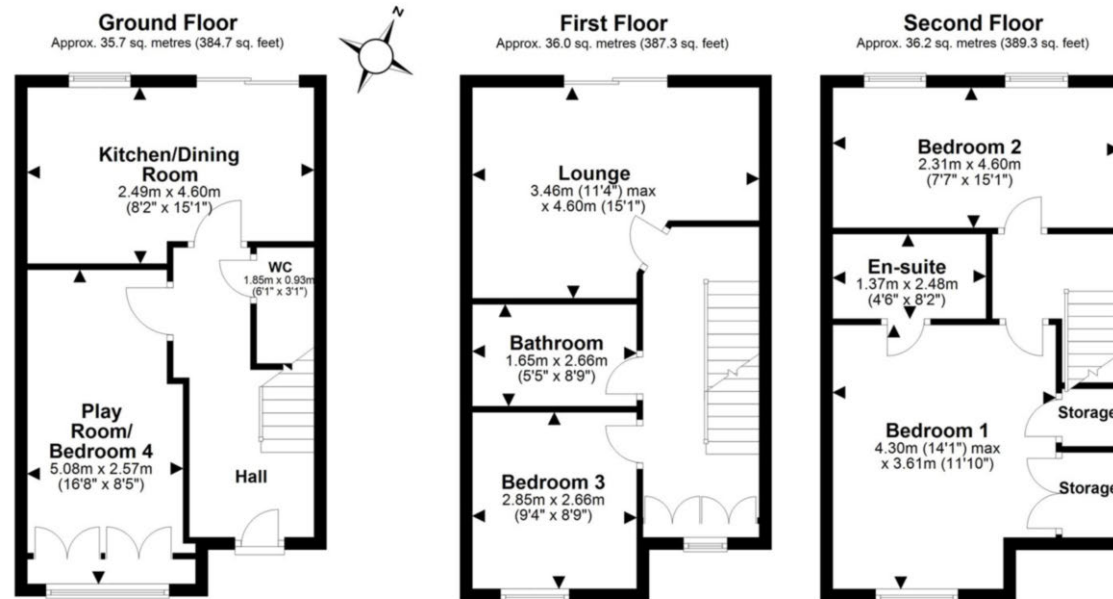 Ground Floor
Approx. 35.7 sq. metres (384.7 sq. feet)
N
Kitchen/Dining
Room
2.49m x 4.60m
(8'2" x 15'1")
WC
1.85m x 0.93m
(6'1" x 3'1")
Play
Room/
Bedroom 4
5.08m x 2.57m
(16'8" x 8'5")
Hall
First Floor
Approx. 36.0 sq. metres (387.3 sq. feet)
Lounge
3.46m (11'4") max
x 4.60m (15'1")
Bathroom
1.65m x 2.66m
(5'5" x 8'9")
Bedroom 3
2.85m x 2.66m
(9'4" x 8'9")
Second Floor
Approx. 36.2 sq. metres (389.3 sq. feet)
Bedroom 2
2.31m x 4.60m
(7'7" x 15'1")
En-suite
1.37m x 2.48m
(4'6" x 8'2")
Bedroom 1
4.30m (14'1") max
x 3.61m (11'10")
Storage
Storage